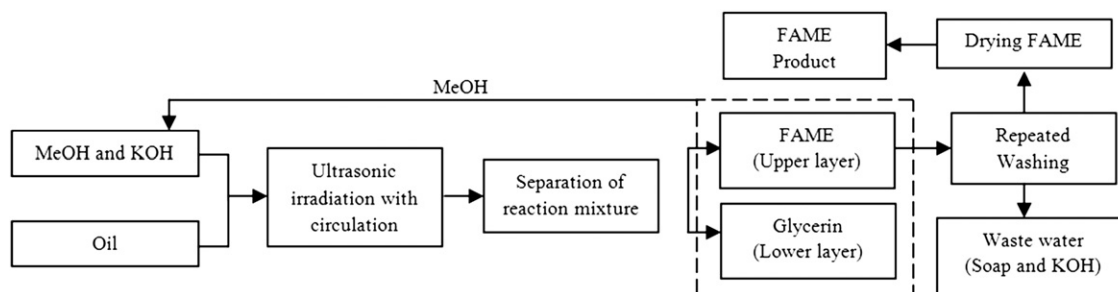 FAME
Product
Drying FAME
MeOH
MeOH and KOH
Oil
Ultrasonic
irradiation with
circulation
Separation of
reaction mixture
FAME
(Upper layer)
Glycerin
(Lower layer)
Repeated
Washing
Waste water
(Soap and KOH)